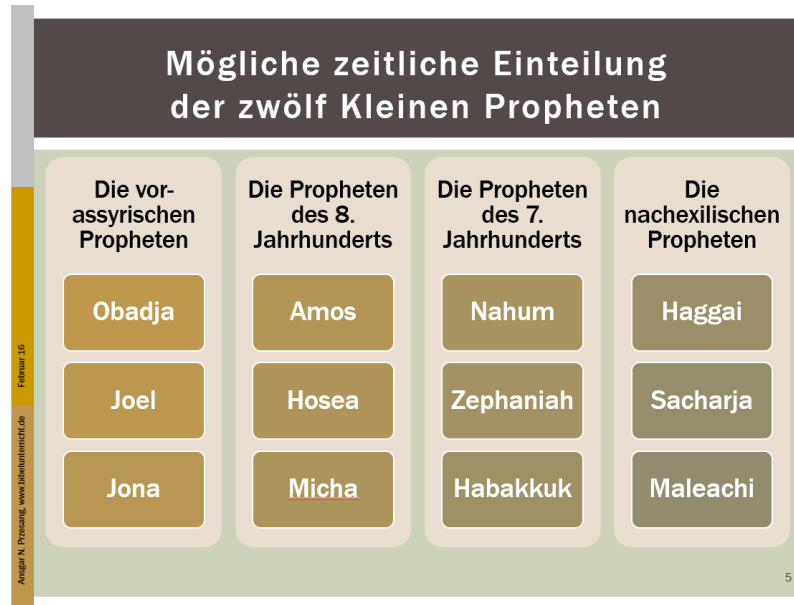 Mögliche zeitliche Einteilung
der zwölf Kleinen Propheten
Die vor-
assyrischen
Propheten
Obadja
Joel
Jona
Die Propheten
des 8.
Jahrhunderts
Amos
Hosea
Micha
Die Propheten
des 7.
Jahrhunderts
Nahum
Zephaniah
Habakkuk
Die
nachexilischen
Propheten
Haggai
Sacharja
Maleachi
Februar 16
Ansgar N. Przesang, www.bibelunterricht.de
5